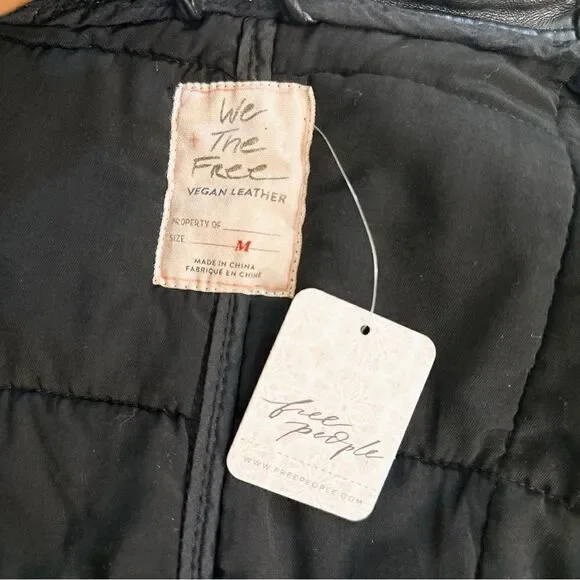 We
The
Free
VEGAN LEATHER
PROPERTY OF
SIZE M
MADE IN CHINA
FABRIQUÉ EN CHINE
free
people
WWW.FREEPEOPLE.COM